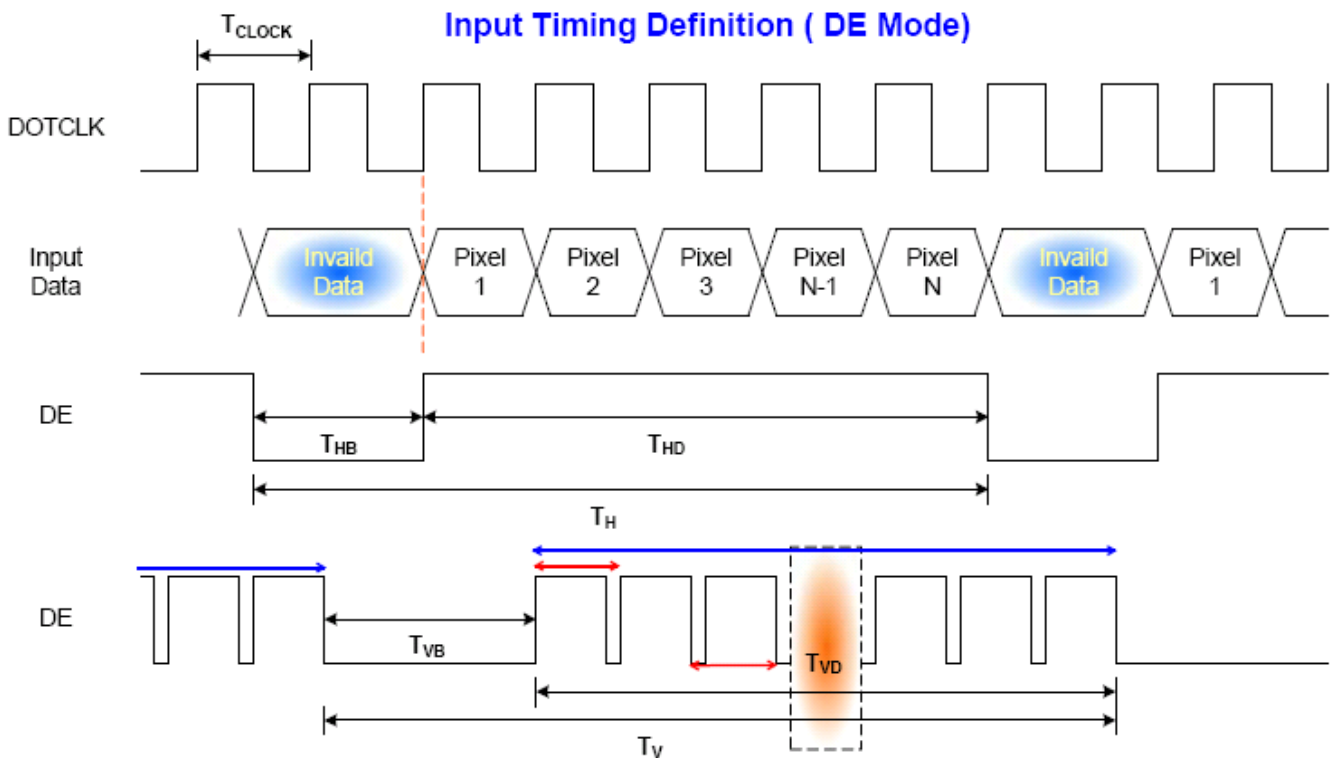 Input Timing Definition ( DE Mode)
TCLOCK
DOTCLK
Input
Data
Invaild
Data
Pixel
1
Pixel
2
Pixel
3
Pixel
N-1
Pixel
N
Invaild
Data
Pixel
1
DE
THB
THD
TH
DE
TVB
TVD
TV